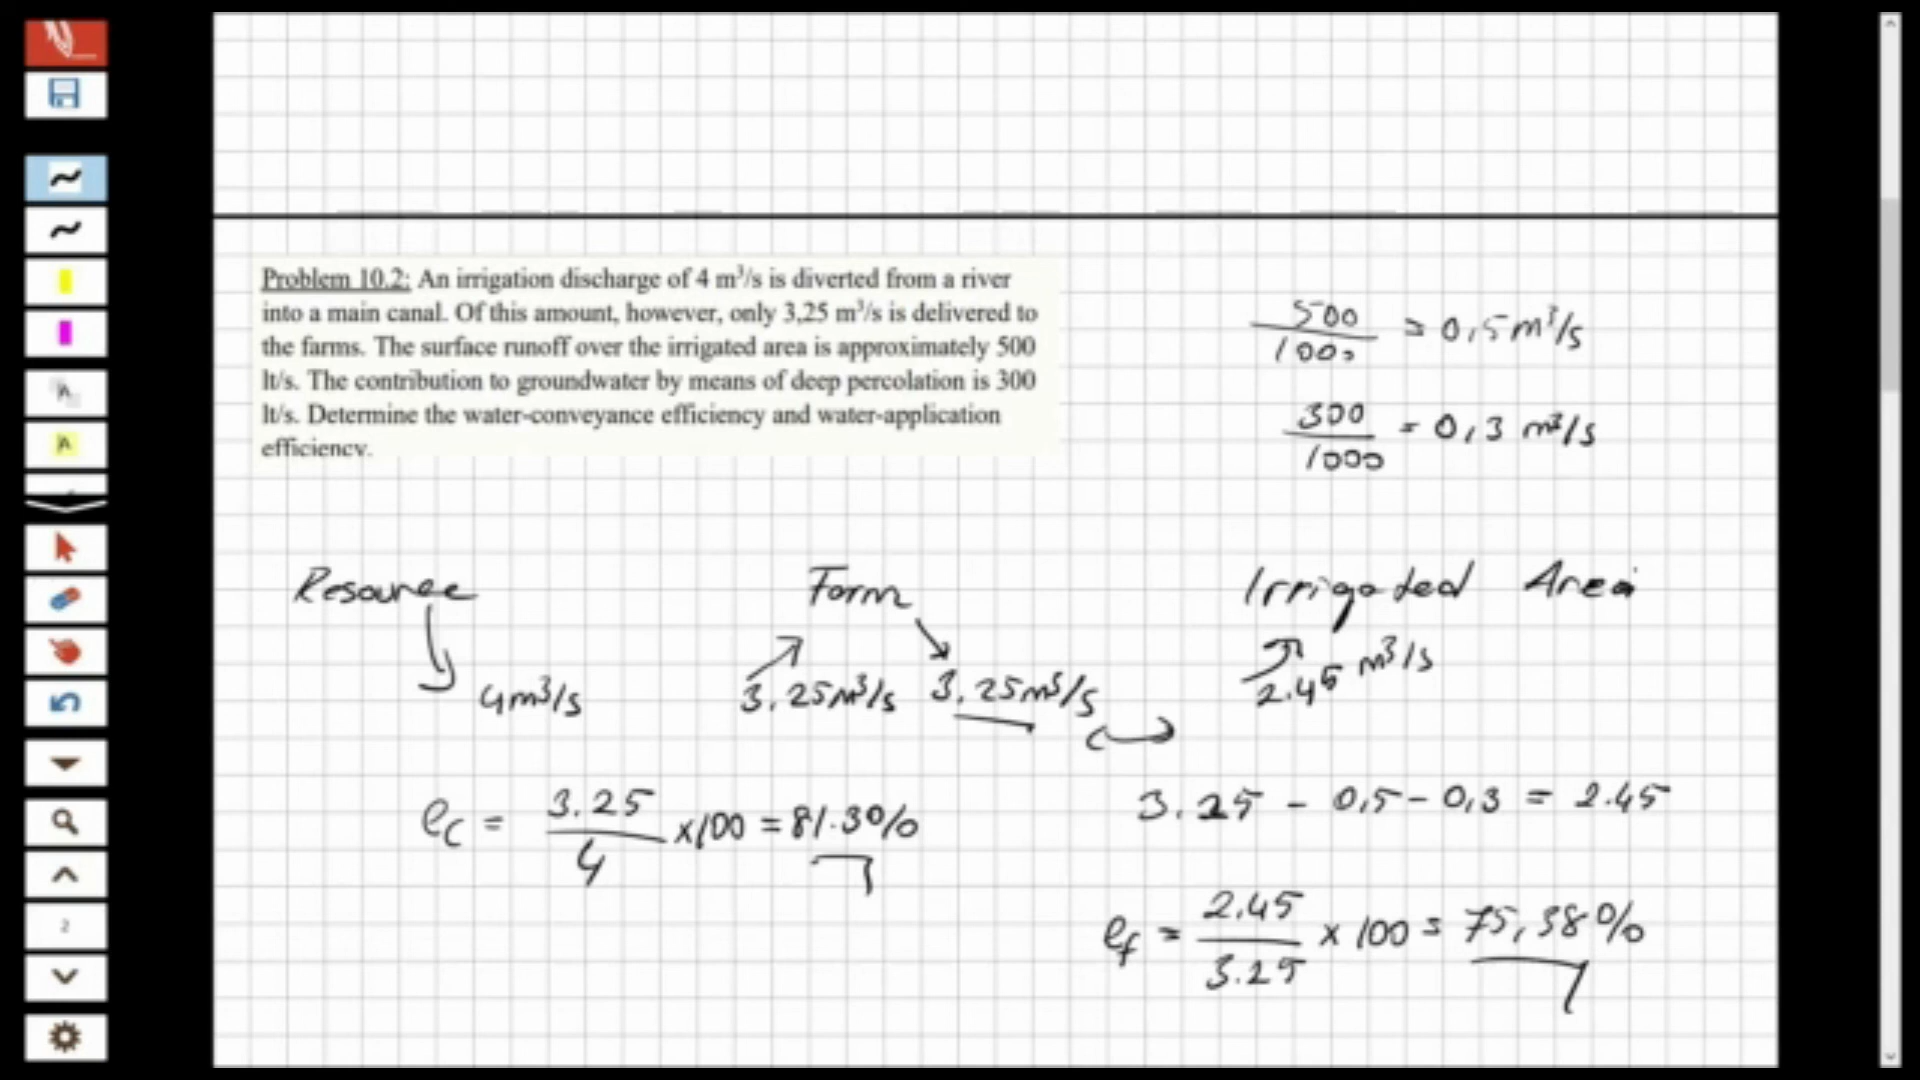 Problem 10.2: An irrigation discharge of 4 m³/s is diverted from a river
into a main canal. Of this amount, however, only 3,25 m³/s is delivered to
the farms. The surface runoff over the irrigated area is approximately 500
lt/s. The contribution to groundwater by means of deep percolation is 300
lt/s. Determine the water-conveyance efficiency and water-application
efficiency.
500/1000 = 0,5 m³/s
300/1000 = 0,3 m³/s
Resource Farm Irrigated Area
4m³/s 3.25m³/s 3.25m³/s 2.45 m³/s
3.25 - 0,5 - 0,3 = 2.45
ec = 3.25/4 x100 = 81.3%
ef = 2.45/3.25 x 100 = 75,38%
A
A
2